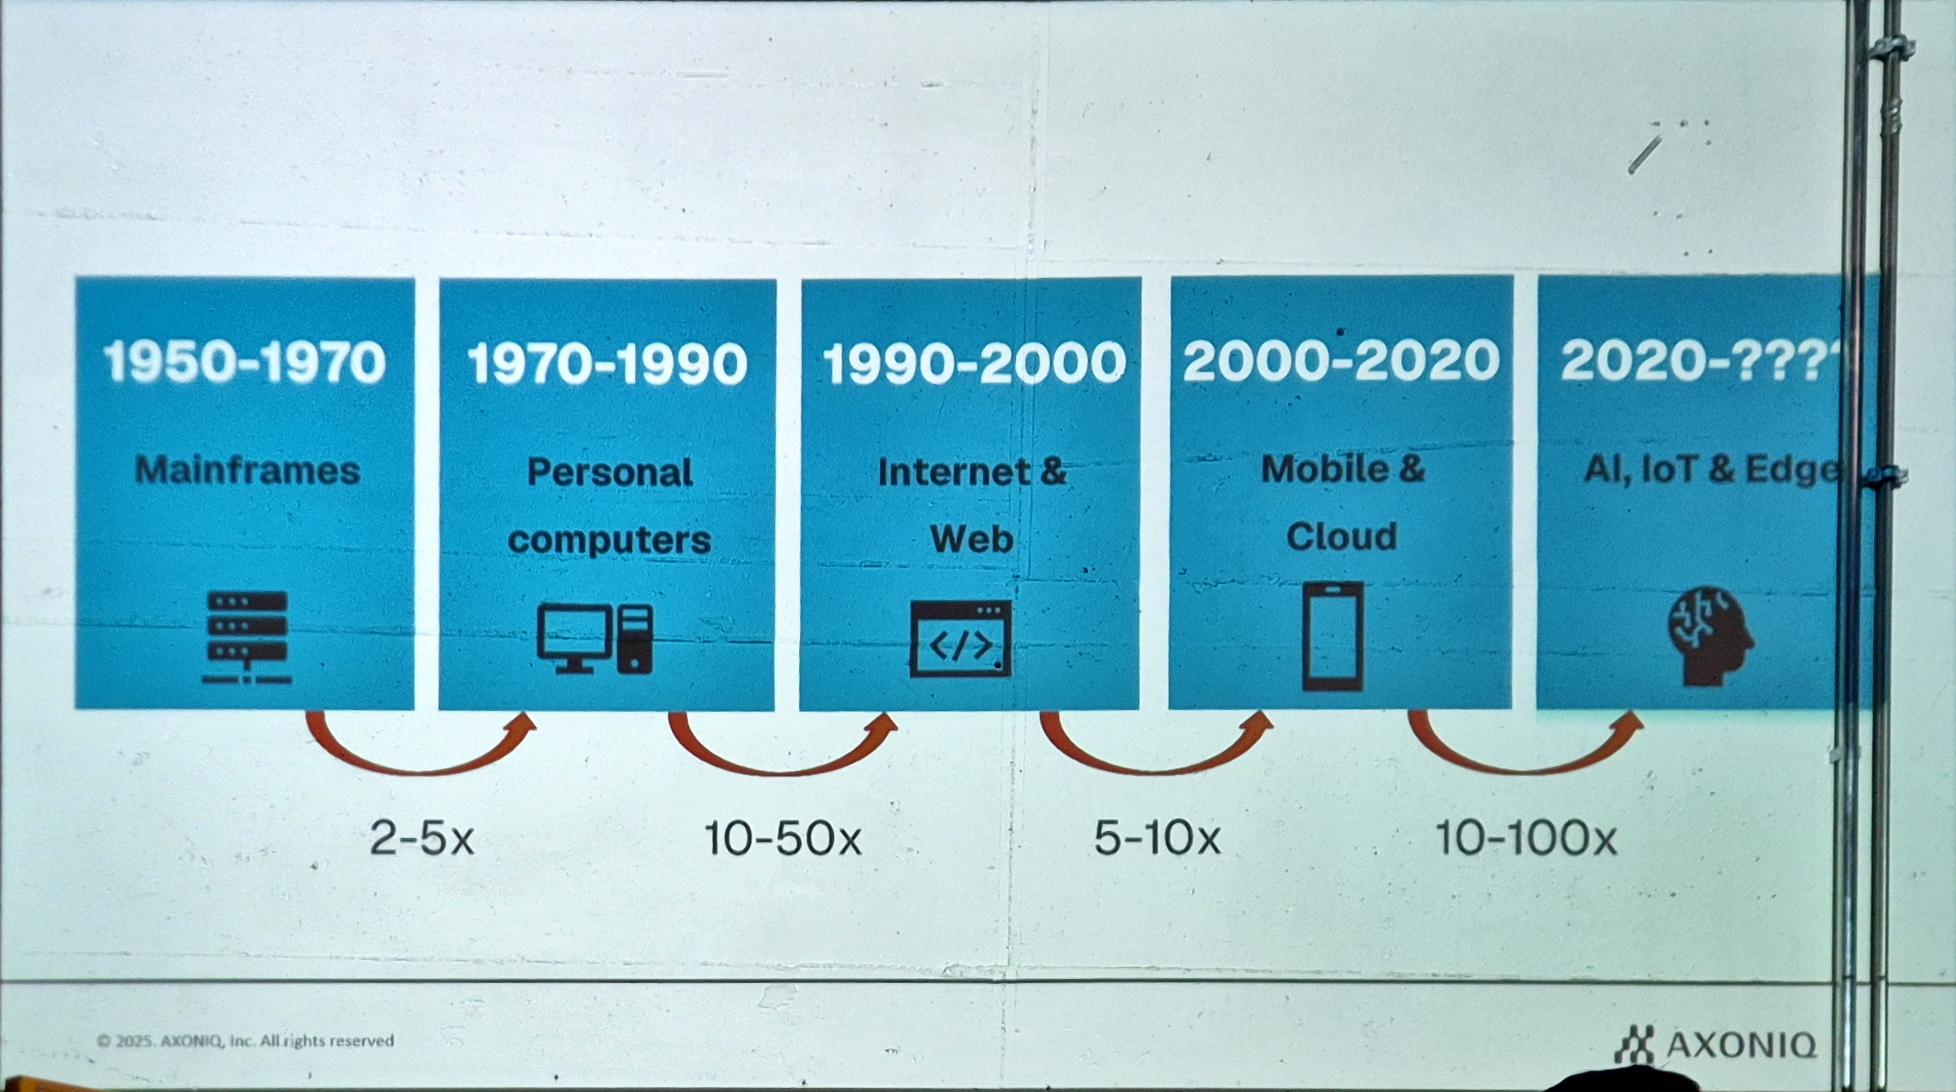 1950-1970
Mainframes
1970-1990
Personal
computers
1990-2000
Internet &
Web
</>
2000-2020
Mobile &
Cloud
2020-???
AI, IoT & Edge
2-5x
10-50x
5-10x
10-100x
© 2025. AXONIQ, Inc. All rights reserved
AXONIQ